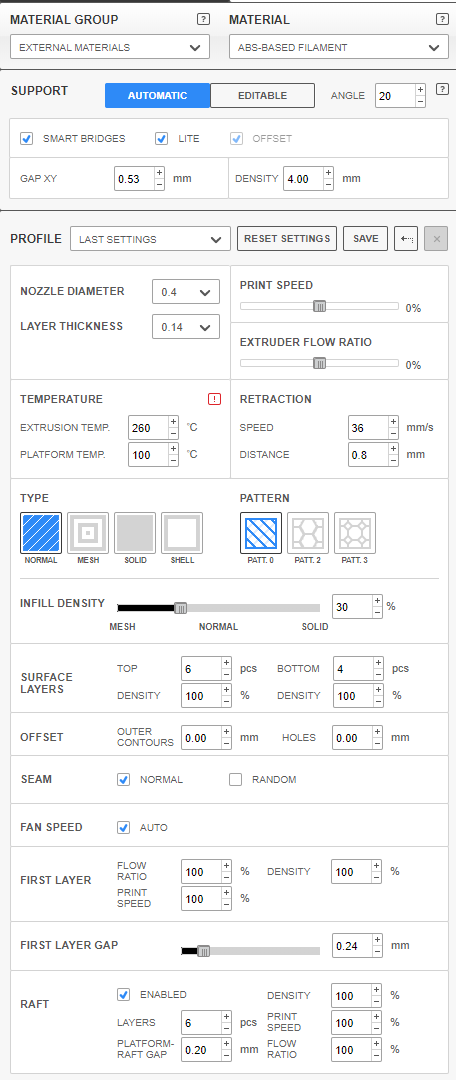 MATERIAL GROUP ? MATERIAL ?
EXTERNAL MATERIALS ABS-BASED FILAMENT
SUPPORT AUTOMATIC EDITABLE ANGLE 20 + − ?
SMART BRIDGES LITE OFFSET
GAP XY 0.53 + − mm DENSITY 4.00 + − mm
PROFILE LAST SETTINGS RESET SETTINGS SAVE ×
NOZZLE DIAMETER 0.4
LAYER THICKNESS 0.14
PRINT SPEED
0%
EXTRUDER FLOW RATIO
0%
TEMPERATURE !
EXTRUSION TEMP. 260 + − °C
PLATFORM TEMP. 100 + − °C
RETRACTION
SPEED 36 + − mm/s
DISTANCE 0.8 + − mm
TYPE
NORMAL MESH SOLID SHELL
PATTERN
PATT. 0 PATT. 2 PATT. 3
INFILL DENSITY 30 + − %
MESH NORMAL SOLID
SURFACE
LAYERS
TOP 6 + − pcs BOTTOM 4 + − pcs
DENSITY 100 + − % DENSITY 100 + − %
OFFSET
OUTER
CONTOURS 0.00 + − mm HOLES 0.00 + − mm
SEAM NORMAL RANDOM
FAN SPEED AUTO
FIRST LAYER
FLOW
RATIO 100 + − % DENSITY 100 + − %
PRINT
SPEED 100 + − %
FIRST LAYER GAP 0.24 + − mm
RAFT
ENABLED DENSITY 100 + − %
LAYERS 6 + − pcs PRINT
SPEED 100 + − %
PLATFORM-
RAFT GAP 0.20 + − mm FLOW
RATIO 100 + − %